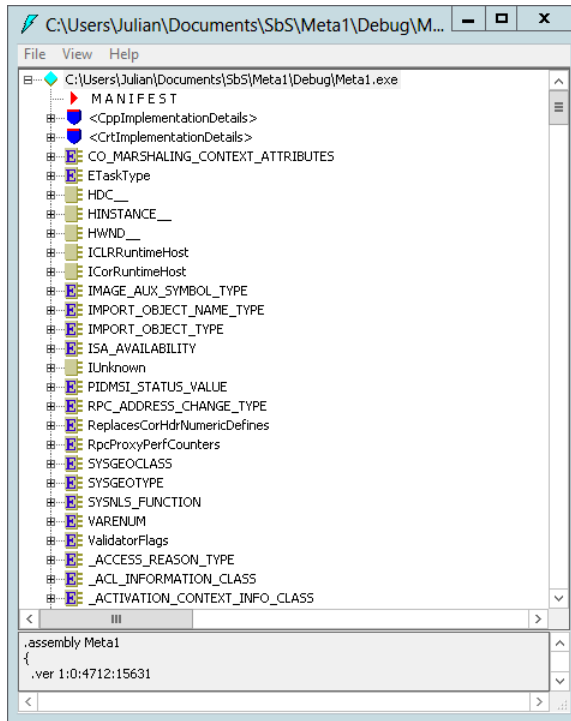 C:\Users\Julian\Documents\SbS\Meta1\Debug\M...
File View Help
C:\Users\Julian\Documents\SbS\Meta1\Debug\Meta1.exe
M A N I F E S T
<CppImplementationDetails>
<CrtImplementationDetails>
CO_MARSHALING_CONTEXT_ATTRIBUTES
ETaskType
HDC__
HINSTANCE__
HWND__
ICLRRuntimeHost
ICorRuntimeHost
IMAGE_AUX_SYMBOL_TYPE
IMPORT_OBJECT_NAME_TYPE
IMPORT_OBJECT_TYPE
ISA_AVAILABILITY
IUnknown
PIDMSI_STATUS_VALUE
RPC_ADDRESS_CHANGE_TYPE
ReplacesCorHdrNumericDefines
RpcProxyPerfCounters
SYSGEOCLASS
SYSGEOTYPE
SYSNLS_FUNCTION
VARENUM
ValidatorFlags
_ACCESS_REASON_TYPE
_ACL_INFORMATION_CLASS
_ACTIVATION_CONTEXT_INFO_CLASS
.assembly Meta1
{
.ver 1:0:4712:15631